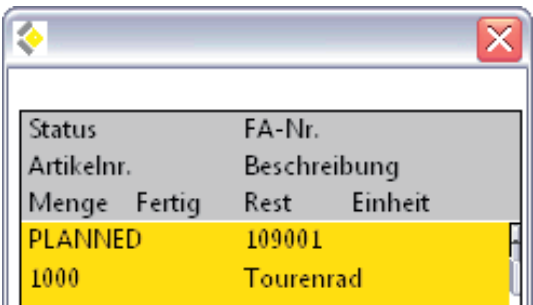 Status FA-Nr.
Artikelnr. Beschreibung
Menge Fertig Rest Einheit
PLANNED 109001
1000 Tourenrad